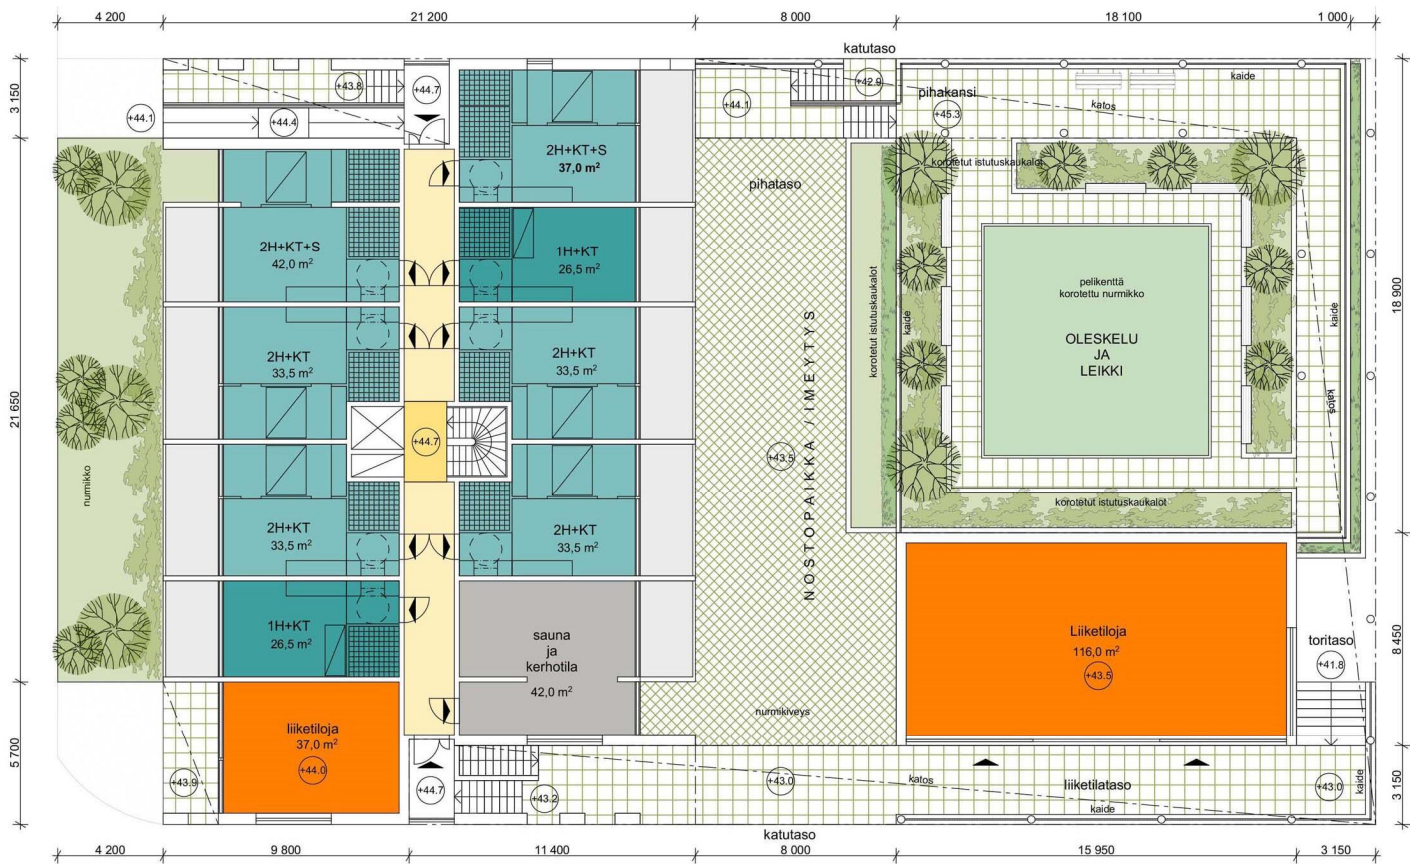 4 200
21 200
8 000
18 100
1 000
katutaso
3 150
+43.8
+44.7
+42.9
kaide
pihakansi
katos
+44.1
+44.4
+44.1
+45.3
2H+KT+S
37,0 m²
korotetut istutuskaukalot
pihataso
2H+KT+S
42,0 m²
1H+KT
26,5 m²
korotetut istutuskaukalot
kaide
pelikenttä
korotettu nurmikko
kaide
18 900
2H+KT
33,5 m²
2H+KT
33,5 m²
OLESKELU
JA
LEIKKI
katos
21 650
+44.7
NOSTOPAIKKA / IMEYTYS
+43.5
nurmikko
korotetut istutuskaukalot
2H+KT
33,5 m²
2H+KT
33,5 m²
1H+KT
26,5 m²
sauna
ja
kerhotila
42,0 m²
Liiketiloja
116,0 m²
+43.5
toritaso
+41.8
8 450
nurmikiveys
liiketiloja
37,0 m²
+44.0
5 700
+43.9
+44.7
+43.2
+43.0
katos
liiketilataso
+43.0
kaide
kaide
3 150
katutaso
4 200
9 800
11 400
8 000
15 950
3 150